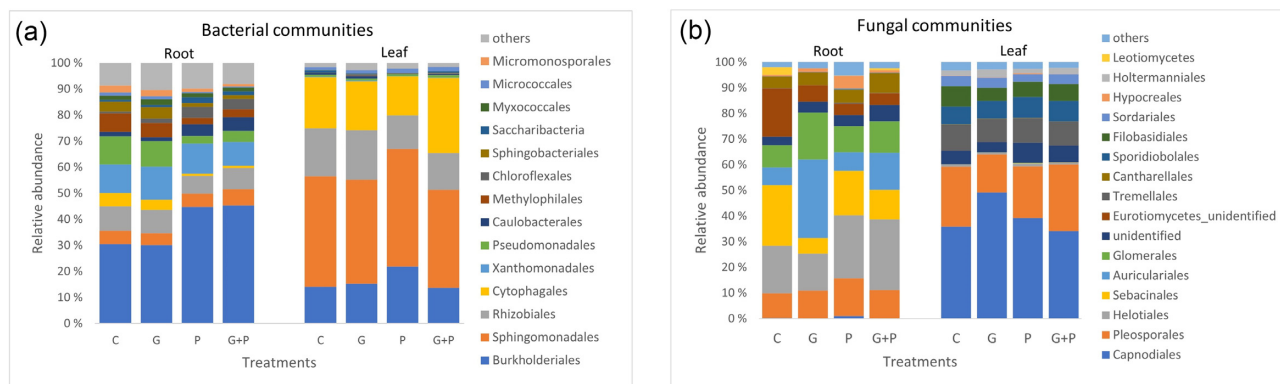 (a)
Bacterial communities
Root
Leaf
Relative abundance
100 %
90 %
80 %
70 %
60 %
50 %
40 %
30 %
20 %
10 %
0 %
C G P G+P C G P G+P
Treatments
others
Micromonosporales
Micrococcales
Myxococcales
Saccharibacteria
Sphingobacteriales
Chloroflexales
Methylophilales
Caulobacterales
Pseudomonadales
Xanthomonadales
Cytophagales
Rhizobiales
Sphingomonadales
Burkholderiales
(b)
Fungal communities
Root
Leaf
Relative abundance
100 %
90 %
80 %
70 %
60 %
50 %
40 %
30 %
20 %
10 %
0 %
C G P G+P C G P G+P
Treatments
others
Leotiomycetes
Holtermanniales
Hypocreales
Sordariales
Filobasidiales
Sporidiobolales
Cantharellales
Tremellales
Eurotiomycetes_unidentified
unidentified
Glomerales
Auriculariales
Sebacinales
Helotiales
Pleosporales
Capnodiales